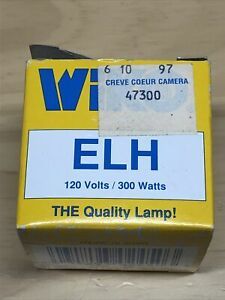 6 10 97
CREVE COEUR CAMERA
47300
ELH
120 Volts / 300 Watts
THE Quality Lamp!